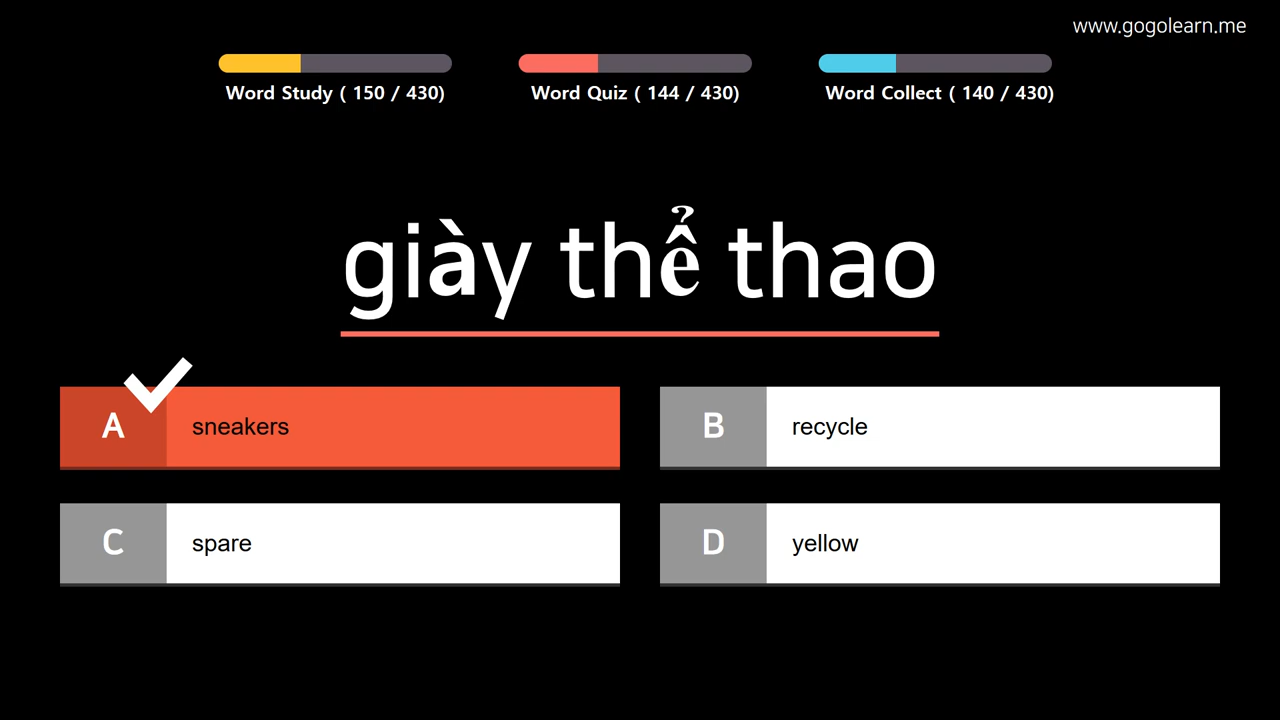 www.gogolearn.me
Word Study ( 150 / 430)
Word Quiz ( 144 / 430)
Word Collect ( 140 / 430)
giày thể thao
A sneakers
B recycle
C spare
D yellow